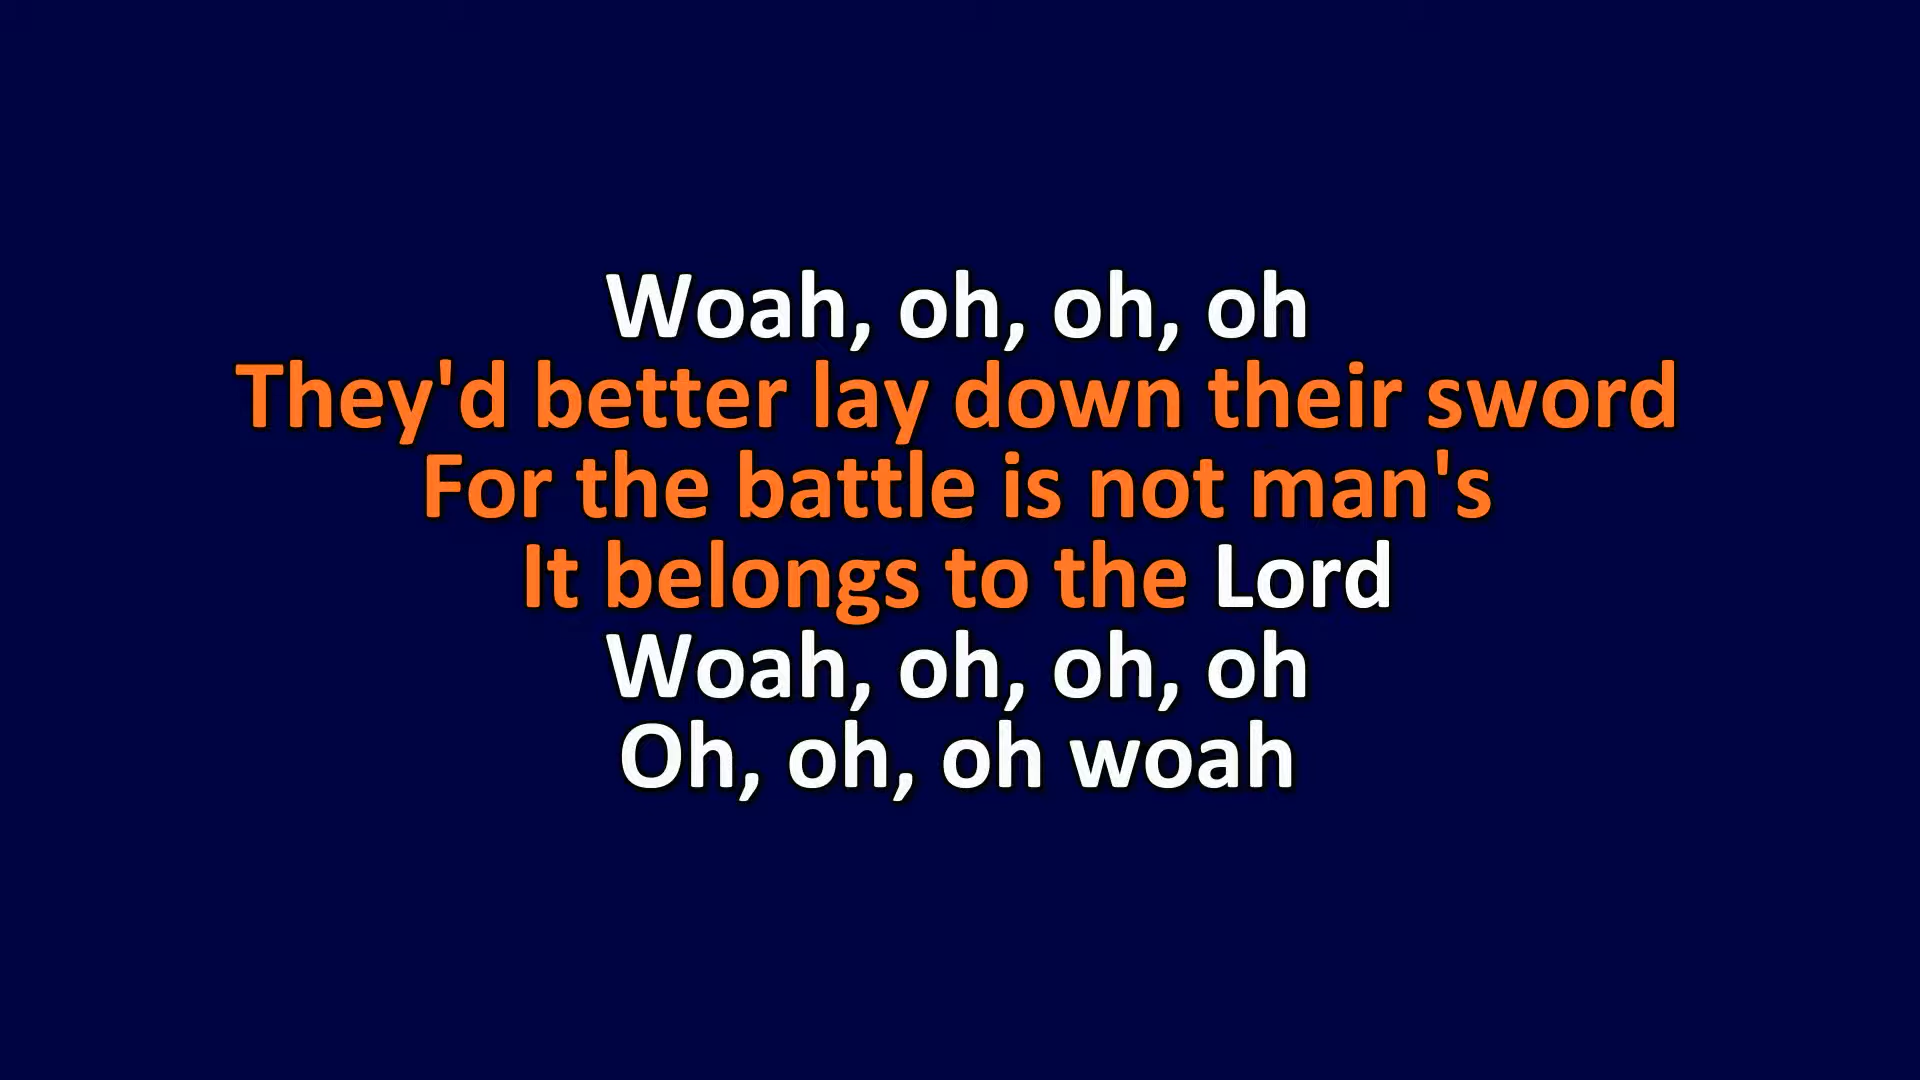 Woah, oh, oh, oh
They'd better lay down their sword
For the battle is not man's
It belongs to the Lord
Woah, oh, oh, oh
Oh, oh, oh woah